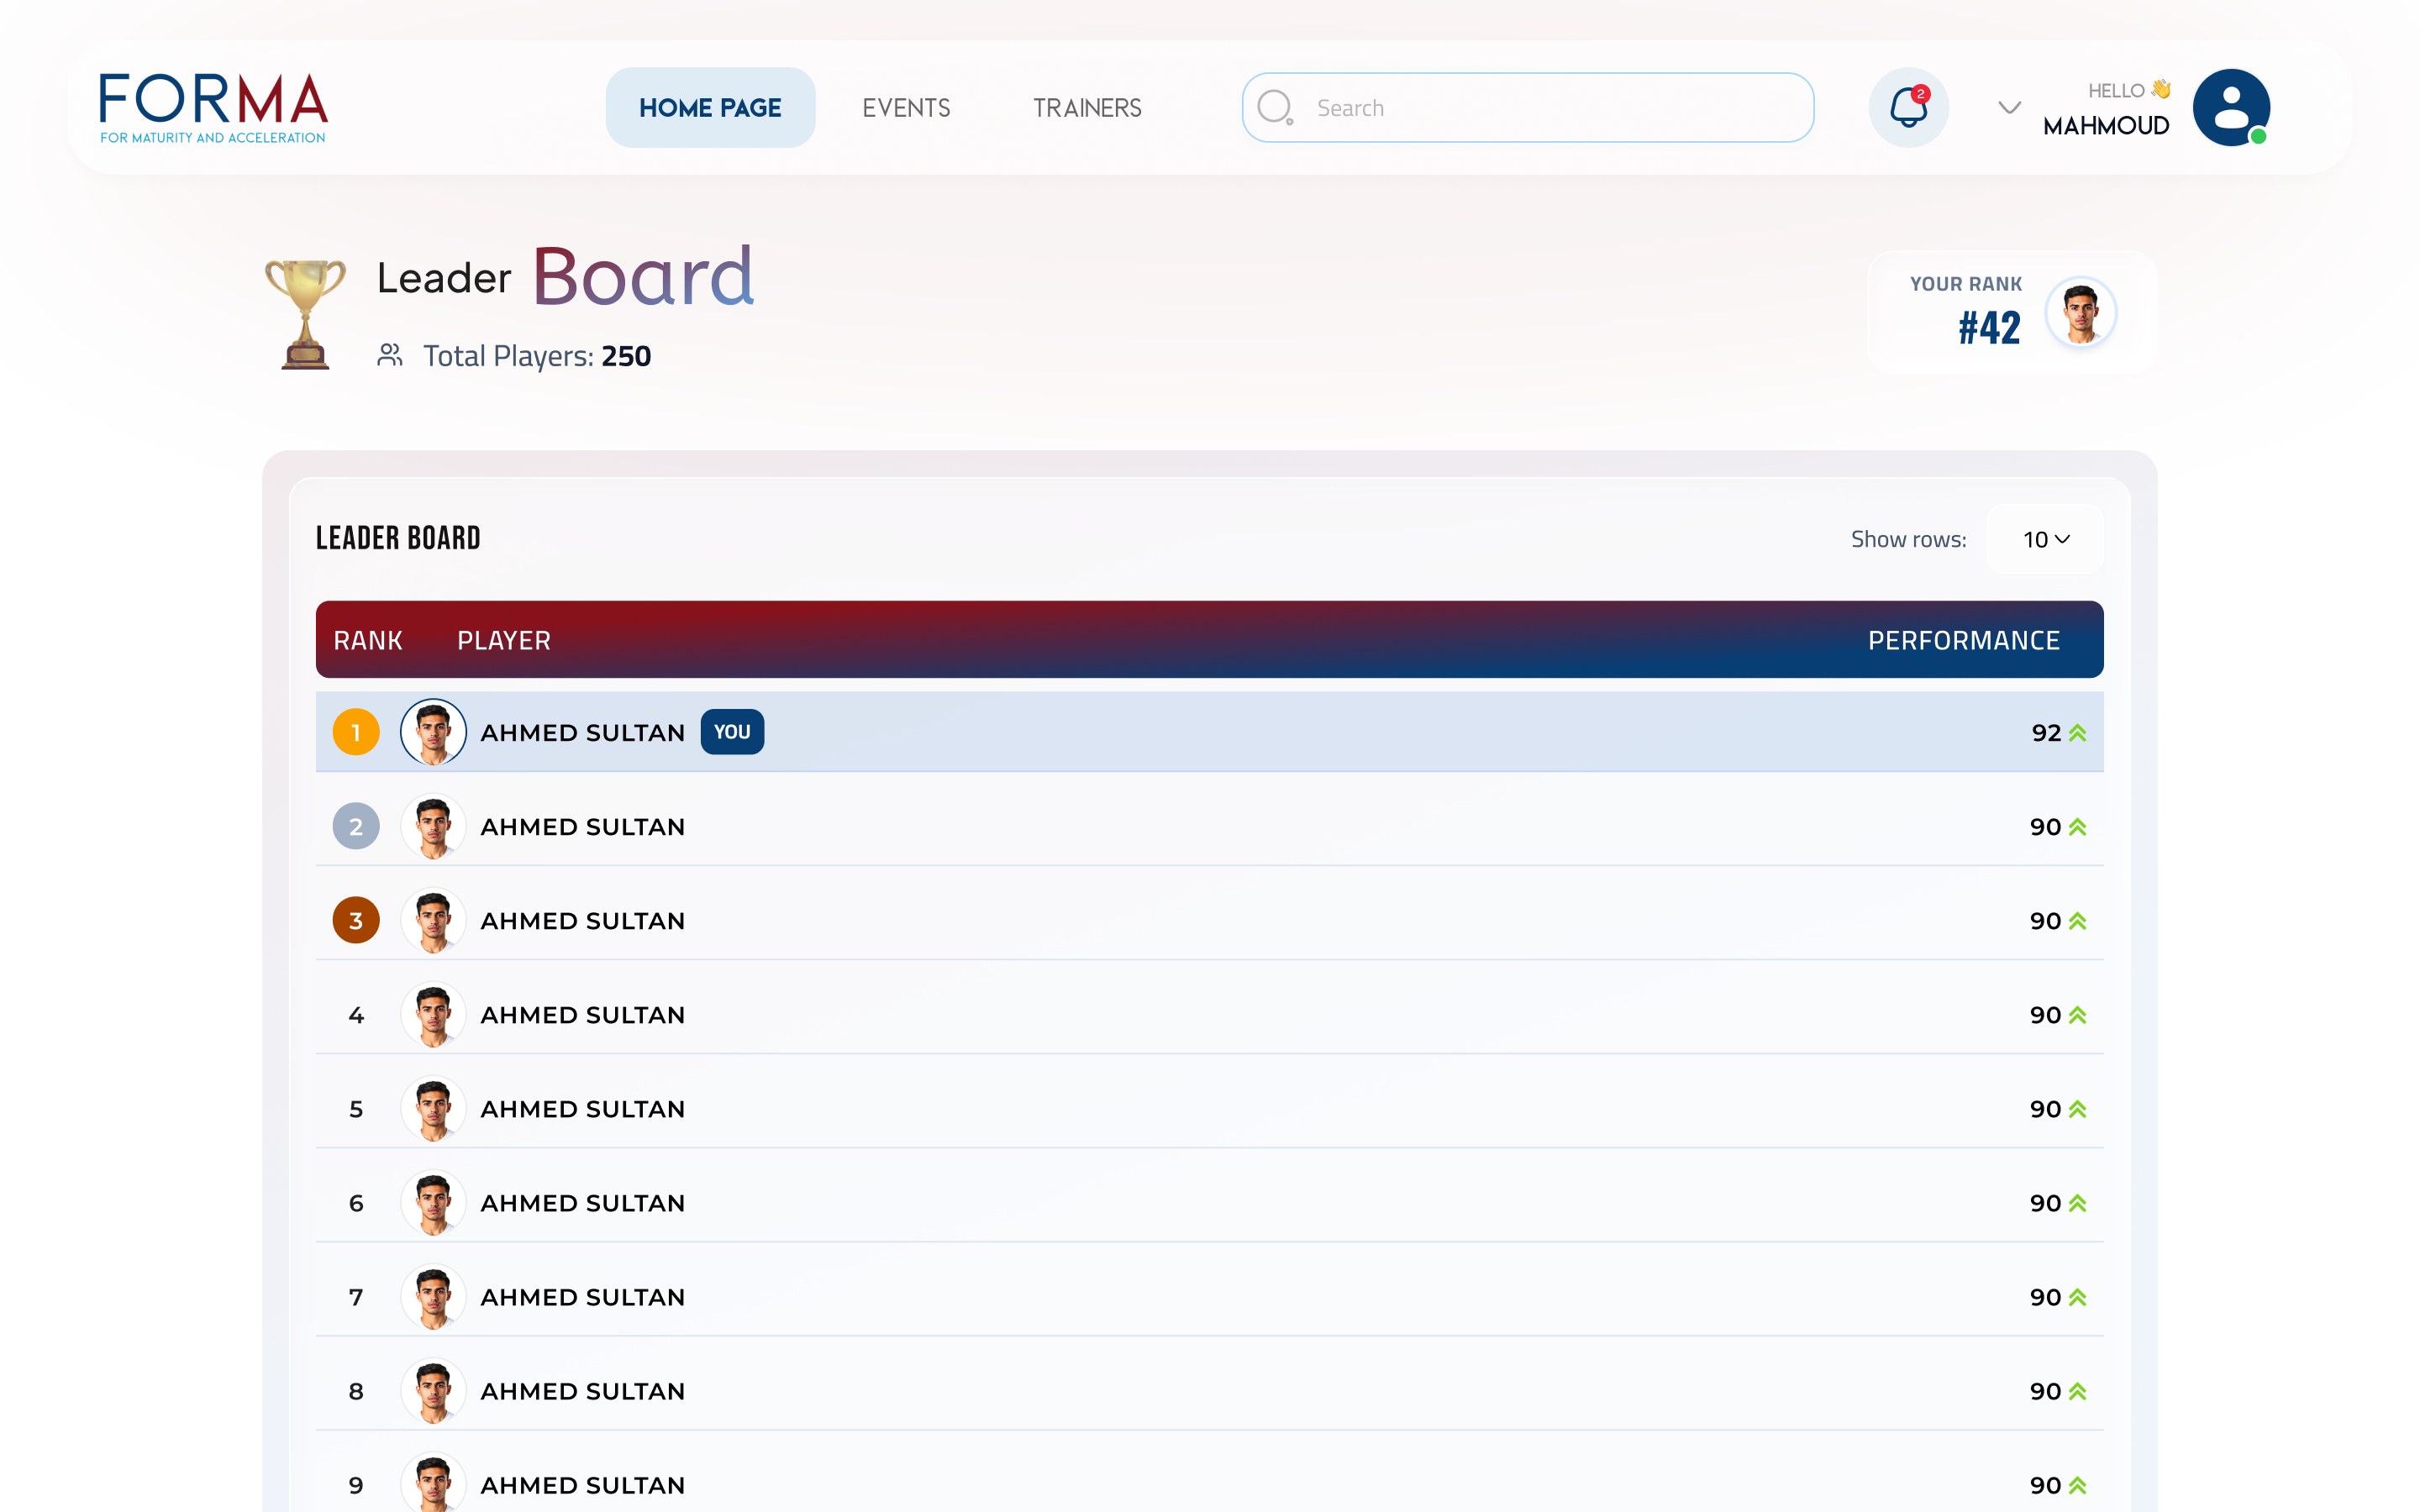 FORMA
FOR MATURITY AND ACCELERATION
HOME PAGE
EVENTS
TRAINERS
Search
2
HELLO 👋
MAHMOUD
Leader Board
Total Players: 250
YOUR RANK
#42
LEADER BOARD
Show rows: 10
RANK PLAYER PERFORMANCE
1 AHMED SULTAN YOU 92
2 AHMED SULTAN 90
3 AHMED SULTAN 90
4 AHMED SULTAN 90
5 AHMED SULTAN 90
6 AHMED SULTAN 90
7 AHMED SULTAN 90
8 AHMED SULTAN 90
9 AHMED SULTAN 90